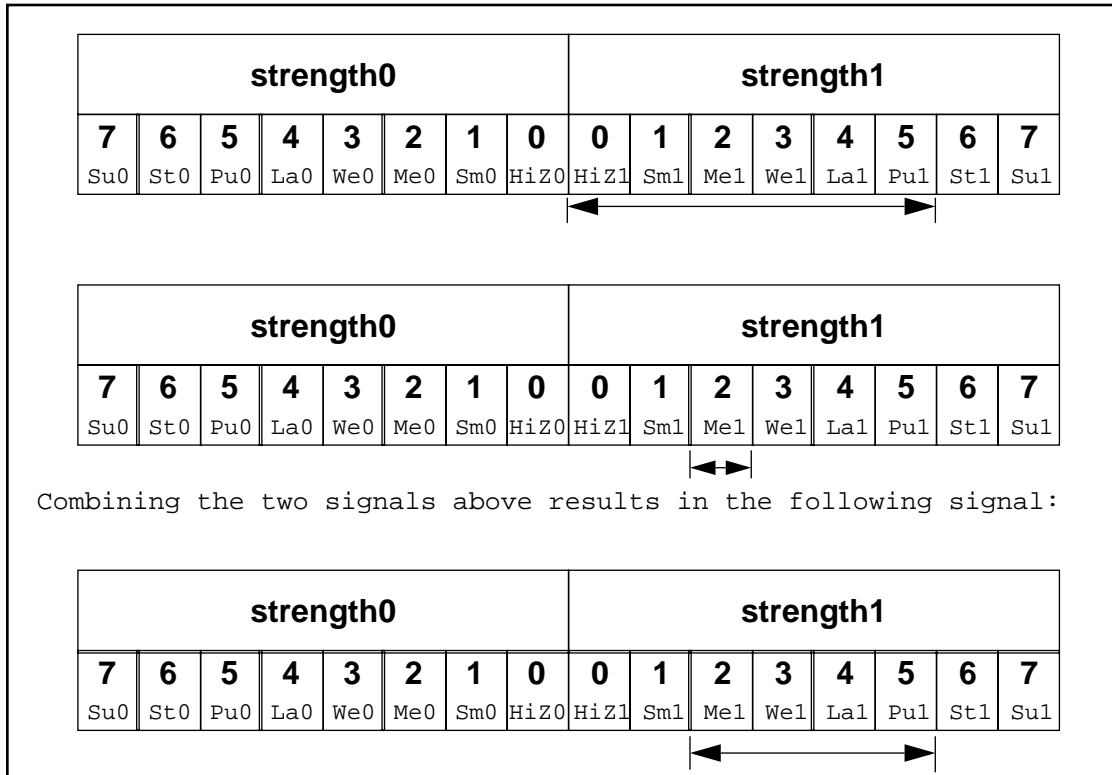 strength0 strength1
7 6 5 4 3 2 1 0 0 1 2 3 4 5 6 7
Su0 St0 Pu0 La0 We0 Me0 Sm0 HiZ0 HiZ1 Sm1 Me1 We1 La1 Pu1 St1 Su1
strength0 strength1
7 6 5 4 3 2 1 0 0 1 2 3 4 5 6 7
Su0 St0 Pu0 La0 We0 Me0 Sm0 HiZ0 HiZ1 Sm1 Me1 We1 La1 Pu1 St1 Su1
Combining the two signals above results in the following signal:
strength0 strength1
7 6 5 4 3 2 1 0 0 1 2 3 4 5 6 7
Su0 St0 Pu0 La0 We0 Me0 Sm0 HiZ0 HiZ1 Sm1 Me1 We1 La1 Pu1 St1 Su1